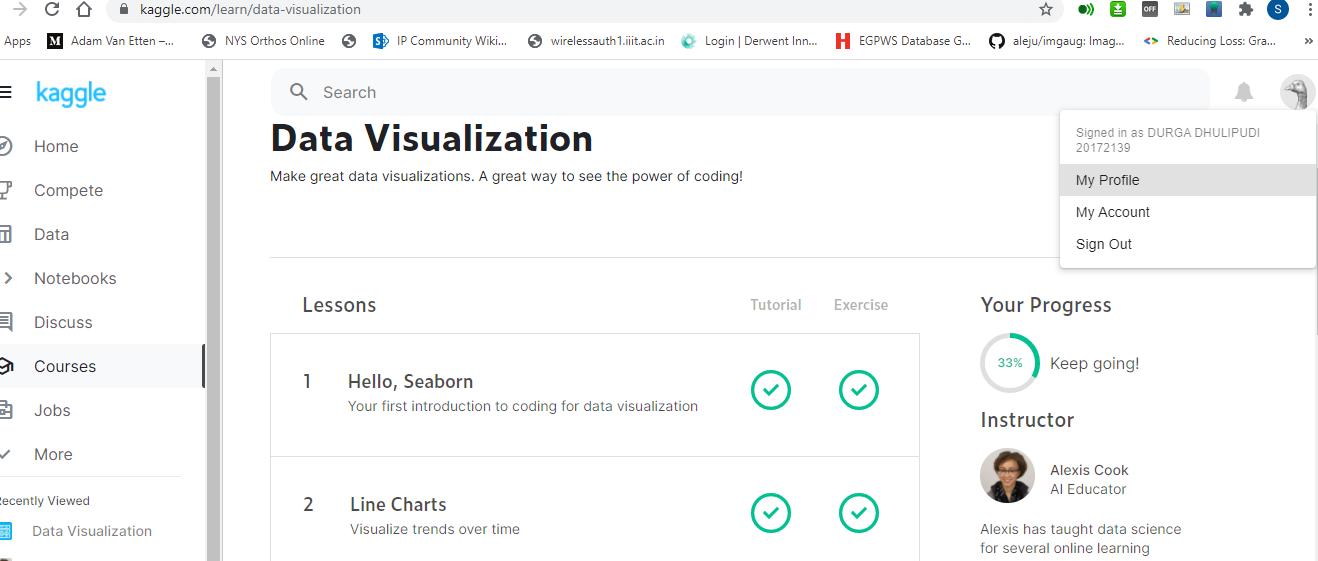 kaggle.com/learn/data-visualization
S
Apps
M Adam Van Etten –...
NYS Orthos Online
IP Community Wiki...
wirelessauth1.iiit.ac.in
Login | Derwent Inn...
EGPWS Database G...
aleju/imgaug: Imag...
Reducing Loss: Gra...
»
OFF
kaggle
Search
Home
Compete
Data
Notebooks
Discuss
Courses
Jobs
More
Recently Viewed
Data Visualization
Data Visualization
Make great data visualizations. A great way to see the power of coding!
Signed in as DURGA DHULIPUDI
20172139
My Profile
My Account
Sign Out
Lessons
Tutorial
Exercise
1 Hello, Seaborn
Your first introduction to coding for data visualization
2 Line Charts
Visualize trends over time
Your Progress
33% Keep going!
Instructor
Alexis Cook
AI Educator
Alexis has taught data science
for several online learning